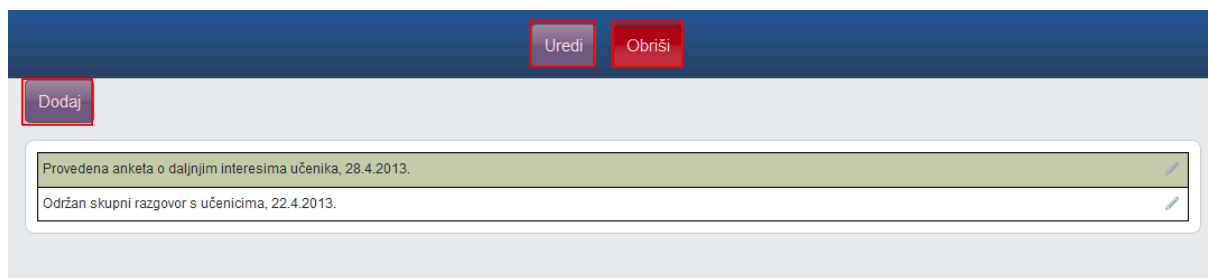 Uredi Obriši
Dodaj
Provedena anketa o daljnjim interesima učenika, 28.4.2013.
Održan skupni razgovor s učenicima, 22.4.2013.